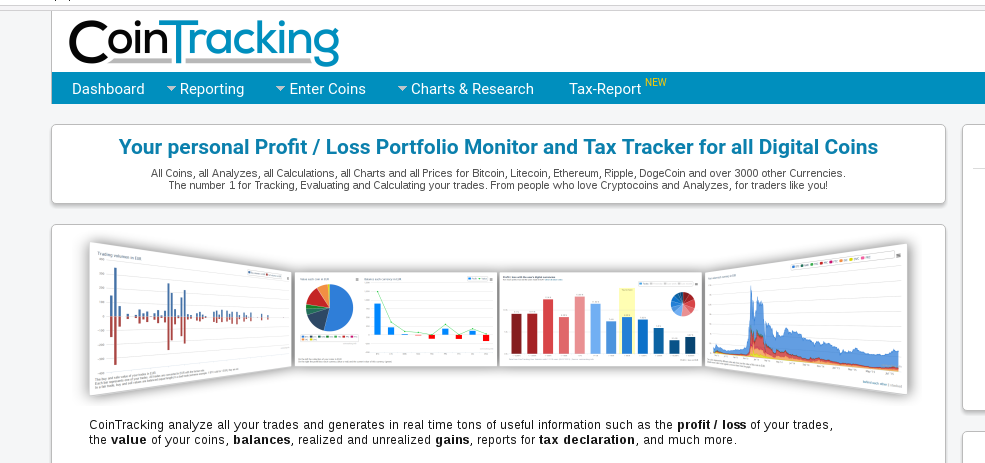 CoinTracking
Dashboard Reporting Enter Coins Charts & Research Tax-Report NEW
Your personal Profit / Loss Portfolio Monitor and Tax Tracker for all Digital Coins
All Coins, all Analyzes, all Calculations, all Charts and all Prices for Bitcoin, Litecoin, Ethereum, Ripple, DogeCoin and over 3000 other Currencies.
The number 1 for Tracking, Evaluating and Calculating your trades. From people who love Cryptocoins and Analyzes, for traders like you!
CoinTracking analyze all your trades and generates in real time tons of useful information such as the profit / loss of your trades,
the value of your coins, balances, realized and unrealized gains, reports for tax declaration, and much more.